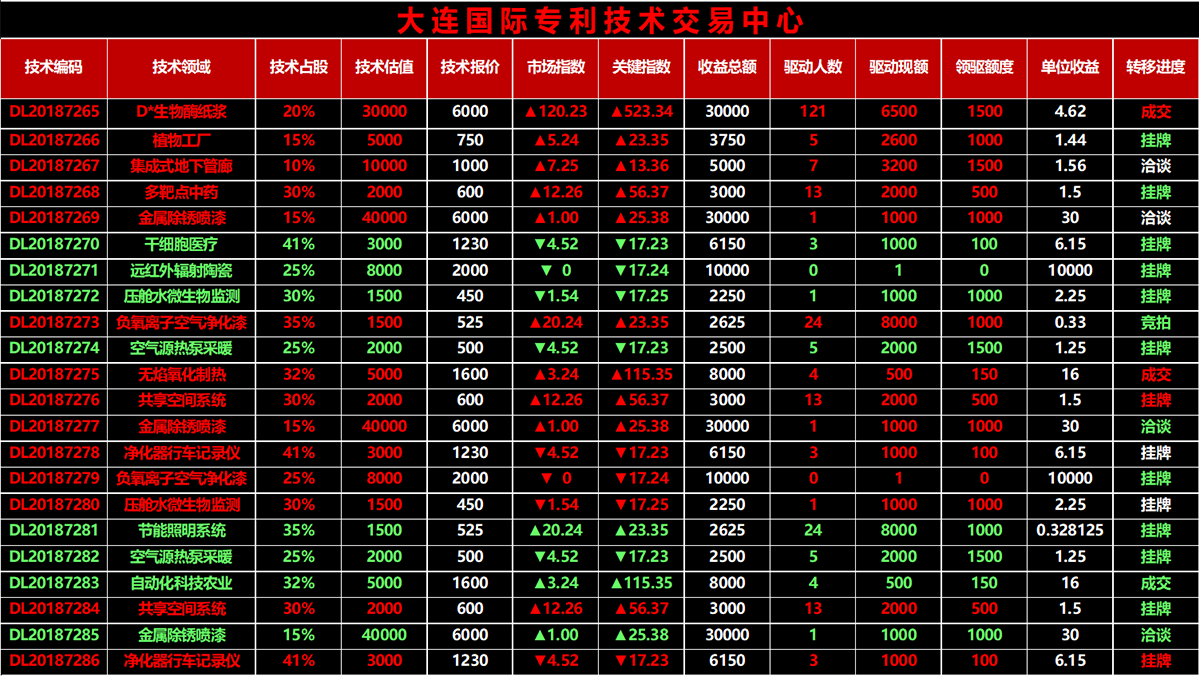 大连国际专利技术交易中心
技术编码 技术领域 技术占股 技术估值 技术报价 市场指数 关键指数 收益总额 驱动人数 驱动现额 领驱额度 单位收益 转移进度
DL20187265 D*生物酶纸浆 20% 30000 6000 ▲120.23 ▲523.34 30000 121 6500 1500 4.62 成交
DL20187266 植物工厂 15% 5000 750 ▲5.24 ▲23.35 3750 5 2600 1000 1.44 挂牌
DL20187267 集成式地下管廊 10% 10000 1000 ▲7.25 ▲13.36 5000 7 3200 1500 1.56 洽谈
DL20187268 多靶点中药 30% 2000 600 ▲12.26 ▲56.37 3000 13 2000 500 1.5 挂牌
DL20187269 金属除锈喷漆 15% 40000 6000 ▲1.00 ▲25.38 30000 1 1000 1000 30 洽谈
DL20187270 干细胞医疗 41% 3000 1230 ▼4.52 ▼17.23 6150 3 1000 100 6.15 挂牌
DL20187271 远红外辐射陶瓷 25% 8000 2000 ▼ 0 ▼17.24 10000 0 1 0 10000 挂牌
DL20187272 压舱水微生物监测 30% 1500 450 ▼1.54 ▼17.25 2250 1 1000 1000 2.25 挂牌
DL20187273 负氧离子空气净化漆 35% 1500 525 ▲20.24 ▲23.35 2625 24 8000 1000 0.33 竞拍
DL20187274 空气源热泵采暖 25% 2000 500 ▼4.52 ▼17.23 2500 5 2000 1500 1.25 挂牌
DL20187275 无焰氧化制热 32% 5000 1600 ▲3.24 ▲115.35 8000 4 500 150 16 成交
DL20187276 共享空间系统 30% 2000 600 ▲12.26 ▲56.37 3000 13 2000 500 1.5 挂牌
DL20187277 金属除锈喷漆 15% 40000 6000 ▲1.00 ▲25.38 30000 1 1000 1000 30 洽谈
DL20187278 净化器行车记录仪 41% 3000 1230 ▼4.52 ▼17.23 6150 3 1000 100 6.15 挂牌
DL20187279 负氧离子空气净化漆 25% 8000 2000 ▼ 0 ▼17.24 10000 0 1 0 10000 挂牌
DL20187280 压舱水微生物监测 30% 1500 450 ▼1.54 ▼17.25 2250 1 1000 1000 2.25 挂牌
DL20187281 节能照明系统 35% 1500 525 ▲20.24 ▲23.35 2625 24 8000 1000 0.328125 挂牌
DL20187282 空气源热泵采暖 25% 2000 500 ▼4.52 ▼17.23 2500 5 2000 1500 1.25 挂牌
DL20187283 自动化科技农业 32% 5000 1600 ▲3.24 ▲115.35 8000 4 500 150 16 成交
DL20187284 共享空间系统 30% 2000 600 ▲12.26 ▲56.37 3000 13 2000 500 1.5 挂牌
DL20187285 金属除锈喷漆 15% 40000 6000 ▲1.00 ▲25.38 30000 1 1000 1000 30 洽谈
DL20187286 净化器行车记录仪 41% 3000 1230 ▼4.52 ▼17.23 6150 3 1000 100 6.15 挂牌